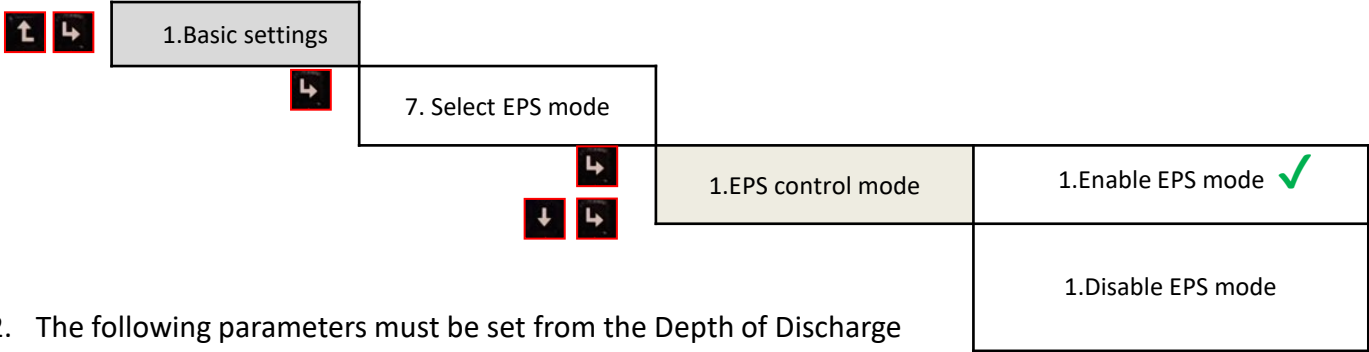 1.Basic settings
7. Select EPS mode
1.EPS control mode
1.Enable EPS mode
1.Disable EPS mode
2. The following parameters must be set from the Depth of Discharge